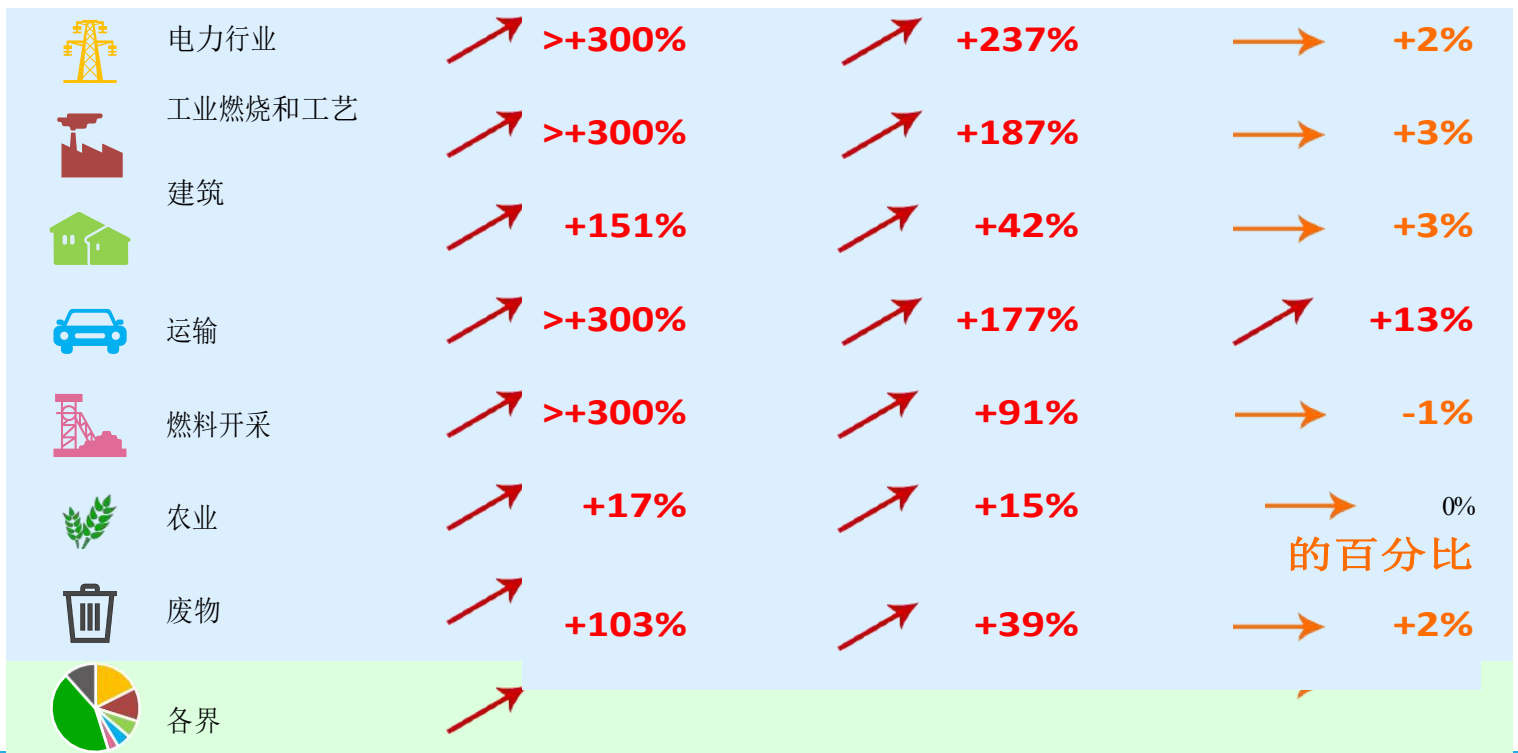 电力行业 >+300% +237% +2%
工业燃烧和工艺 >+300% +187% +3%
建筑 +151% +42% +3%
运输 >+300% +177% +13%
燃料开采 >+300% +91% -1%
农业 +17% +15% 0%
的百分比
废物 +103% +39% +2%
各界